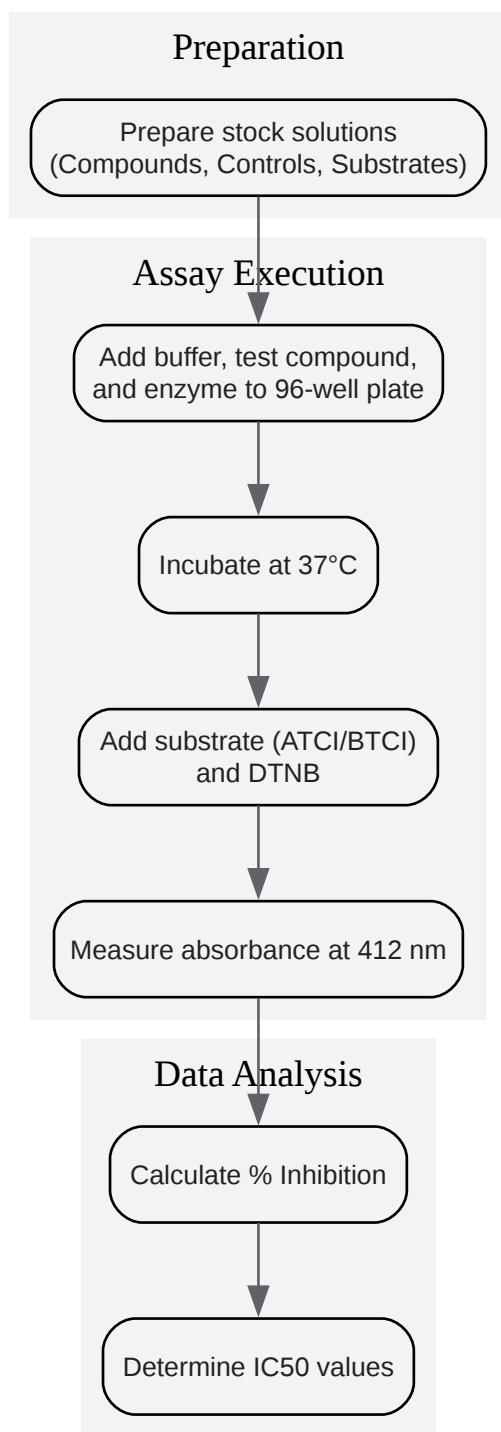 Preparation
Prepare stock solutions
(Compounds, Controls, Substrates)
Assay Execution
Add buffer, test compound,
and enzyme to 96-well plate
Incubate at 37°C
Add substrate (ATCI/BTCI)
and DTNB
Measure absorbance at 412 nm
Data Analysis
Calculate % Inhibition
Determine IC50 values